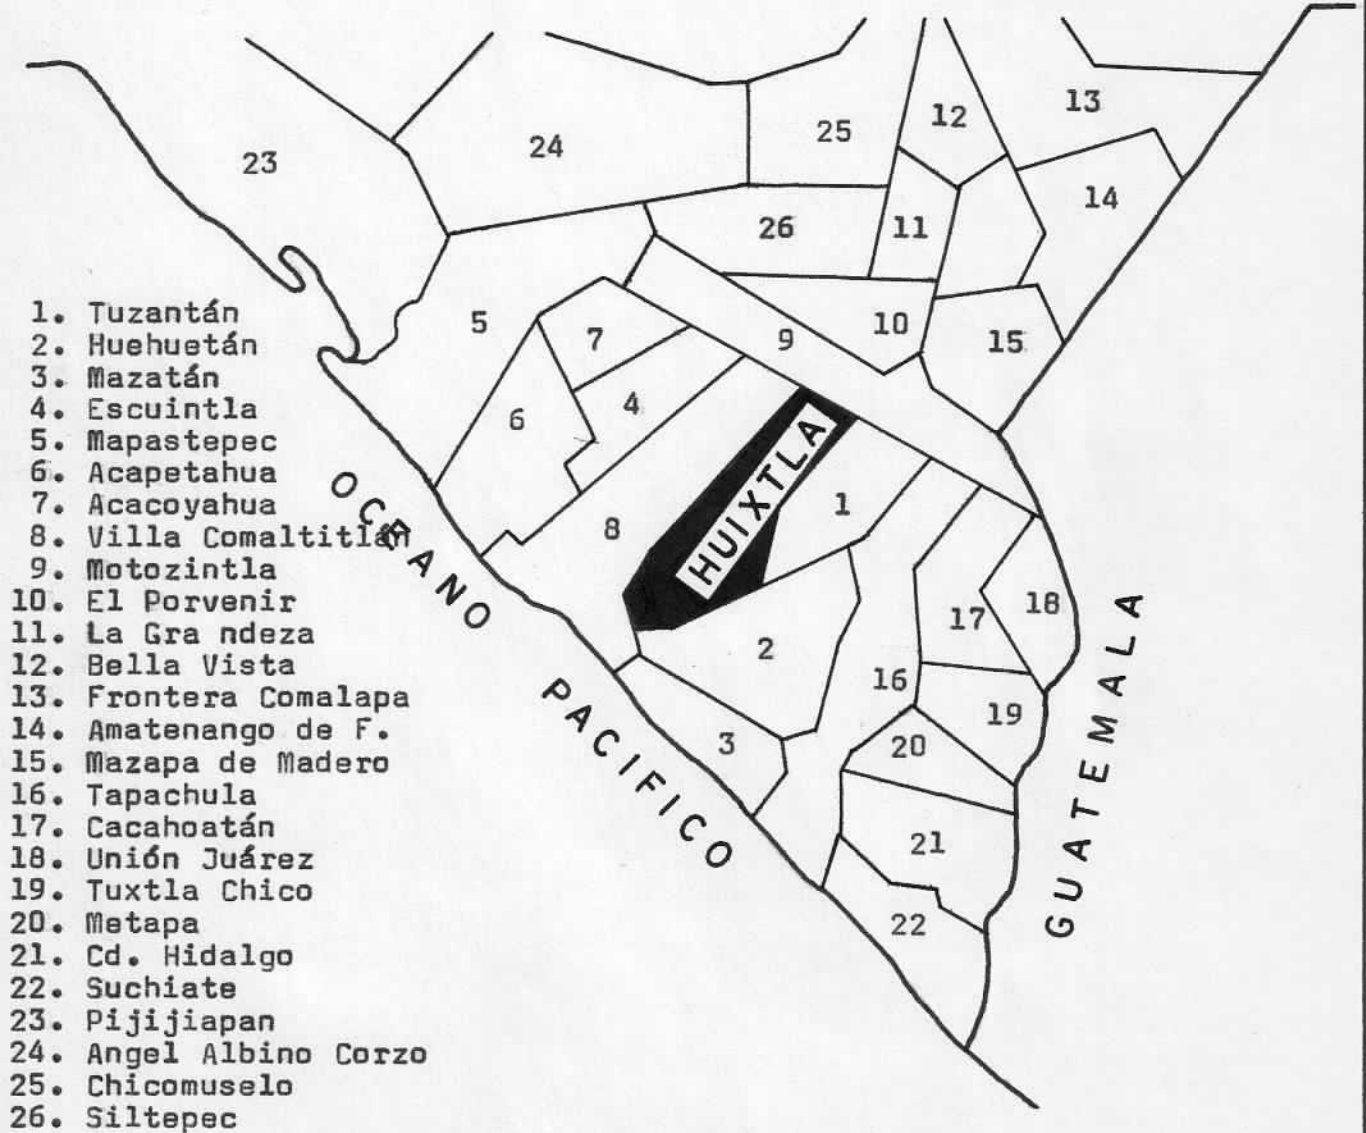 1. Tuzantán
2. Huehuetán
3. Mazatán
4. Escuintla
5. Mapastepec
6. Acapetahua
7. Acacoyahua
8. Villa Comaltitlán
9. Motozintla
10. El Porvenir
11. La Gra ndeza
12. Bella Vista
13. Frontera Comalapa
14. Amatenango de F.
15. Mazapa de Madero
16. Tapachula
17. Cacahoatán
18. Unión Juárez
19. Tuxtla Chico
20. Metapa
21. Cd. Hidalgo
22. Suchiate
23. Pijijiapan
24. Angel Albino Corzo
25. Chicomuselo
26. Siltepec
23
24
25
12
13
14
26
11
5
7
9
10
15
6
4
8
HUIXTLA
1
2
17
18
16
19
3
20
21
22
OCEANO PACIFICO
GUATEMALA